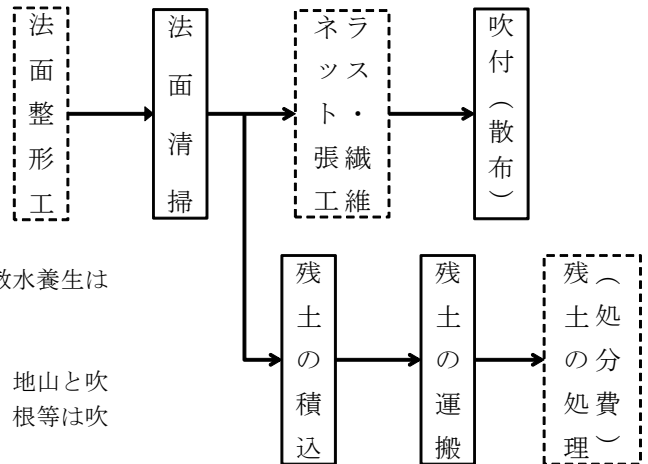 法面整形工
法面清掃
ラス・繊維
ネット張工
吹付（散布）
散水養生は
地山と吹
根等は吹
残土の積込
残土の運搬
残土の処理
（処分費）